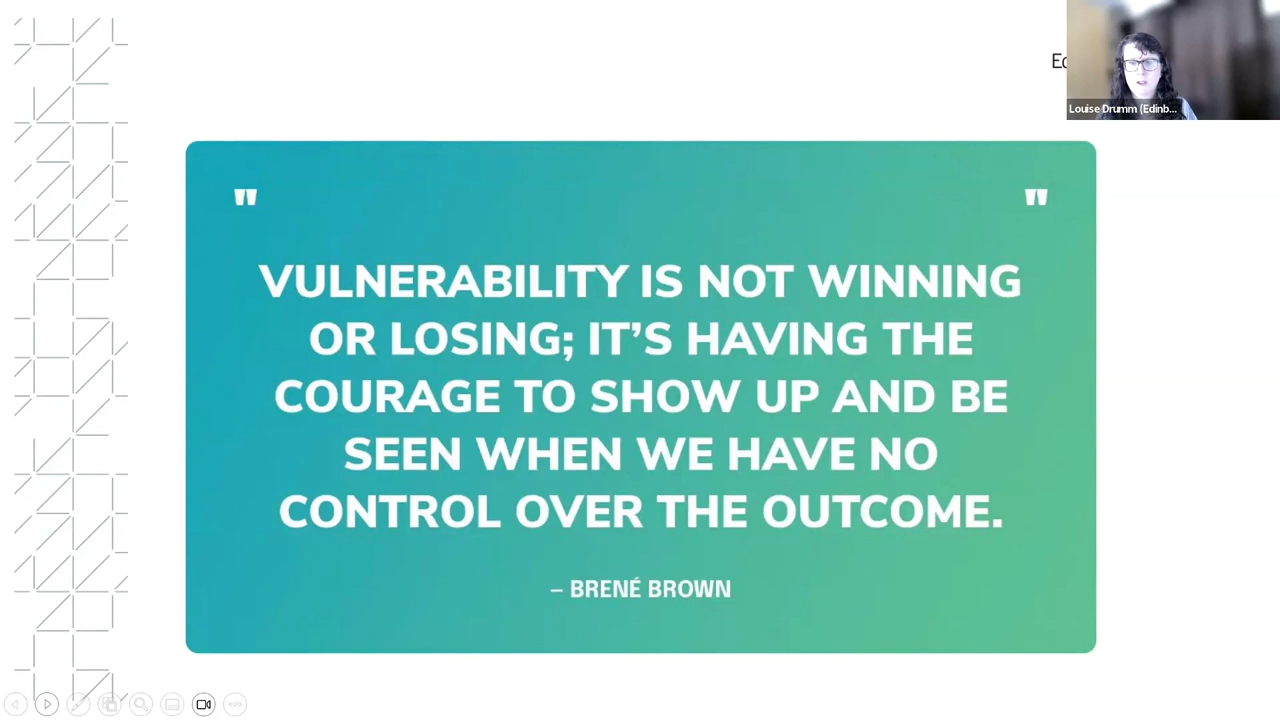 Ec
Louise Drumm (Edinb...
"
"
VULNERABILITY IS NOT WINNING
OR LOSING; IT’S HAVING THE
COURAGE TO SHOW UP AND BE
SEEN WHEN WE HAVE NO
CONTROL OVER THE OUTCOME.
– BRENÉ BROWN